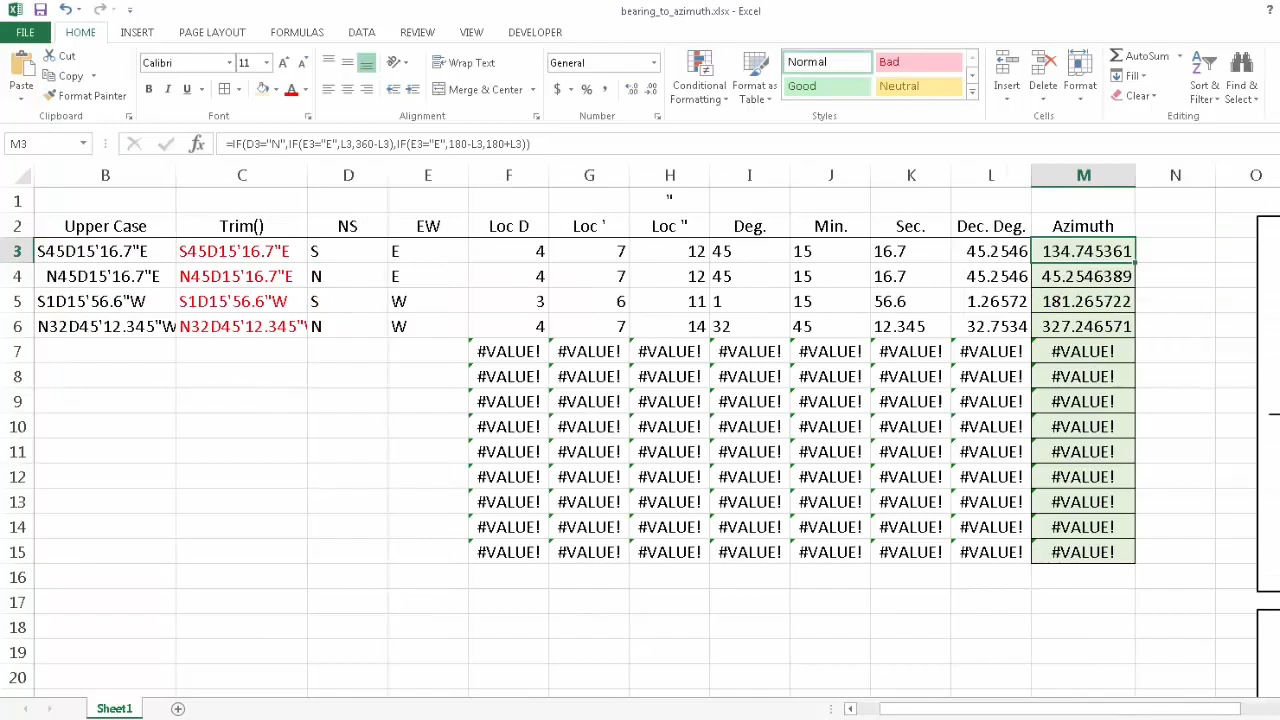 bearing_to_azimuth.xlsx - Excel
?
FILE HOME INSERT PAGE LAYOUT FORMULAS DATA REVIEW VIEW DEVELOPER
Cut
Copy
Format Painter
Paste
Clipboard
Calibri 11
B I U
Font
Wrap Text
Merge & Center
Alignment
General
$ % ,
Number
Conditional Formatting
Format as Table
Normal Bad
Good Neutral
Styles
Insert Delete Format
Cells
AutoSum
Fill
Clear
Sort & Filter
Find & Select
Editing
M3 fx =IF(D3="N",IF(E3="E",L3,360-L3),IF(E3="E",180-L3,180+L3))
B C D E F G H I J K L M N O
1 "
2 Upper Case Trim() NS EW Loc D Loc ' Loc " Deg. Min. Sec. Dec. Deg. Azimuth
3 S45D15'16.7"E S45D15'16.7"E S E 4 7 12 45 15 16.7 45.2546 134.745361
4 N45D15'16.7"E N45D15'16.7"E N E 4 7 12 45 15 16.7 45.2546 45.2546389
5 S1D15'56.6"W S1D15'56.6"W S W 3 6 11 1 15 56.6 1.26572 181.265722
6 N32D45'12.345"W N32D45'12.345"W N W 4 7 14 32 45 12.345 32.7534 327.246571
7 #VALUE! #VALUE! #VALUE! #VALUE! #VALUE! #VALUE! #VALUE! #VALUE!
8 #VALUE! #VALUE! #VALUE! #VALUE! #VALUE! #VALUE! #VALUE! #VALUE!
9 #VALUE! #VALUE! #VALUE! #VALUE! #VALUE! #VALUE! #VALUE! #VALUE!
10 #VALUE! #VALUE! #VALUE! #VALUE! #VALUE! #VALUE! #VALUE! #VALUE!
11 #VALUE! #VALUE! #VALUE! #VALUE! #VALUE! #VALUE! #VALUE! #VALUE!
12 #VALUE! #VALUE! #VALUE! #VALUE! #VALUE! #VALUE! #VALUE! #VALUE!
13 #VALUE! #VALUE! #VALUE! #VALUE! #VALUE! #VALUE! #VALUE! #VALUE!
14 #VALUE! #VALUE! #VALUE! #VALUE! #VALUE! #VALUE! #VALUE! #VALUE!
15 #VALUE! #VALUE! #VALUE! #VALUE! #VALUE! #VALUE! #VALUE! #VALUE!
16
17
18
19
20
Sheet1